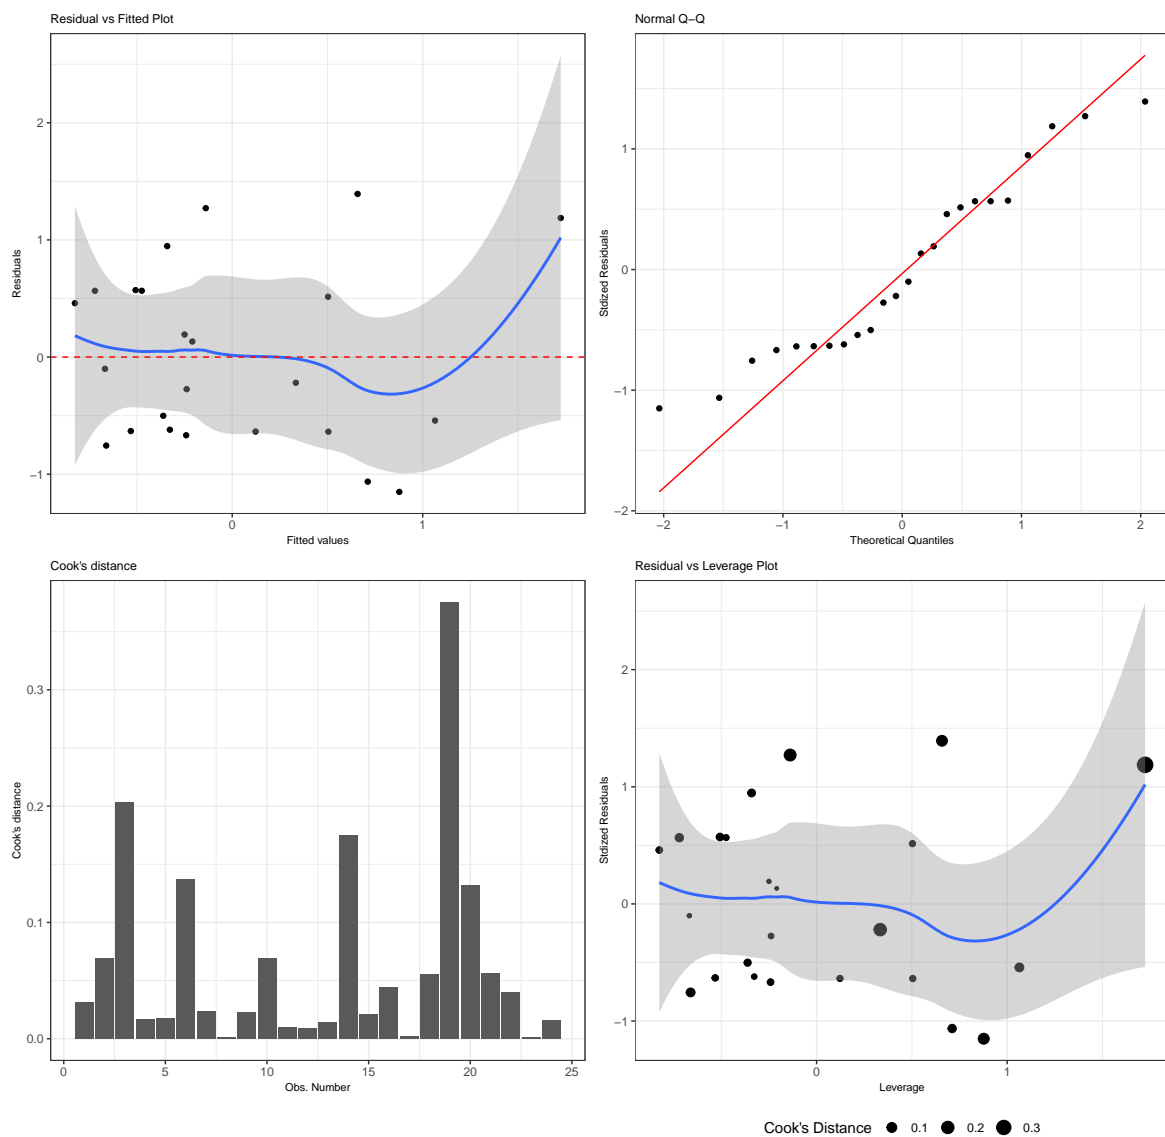 Residual vs Fitted Plot
2
1
0
−1
0
1
Residuals
Fitted values
Normal Q−Q
1
0
−1
−2
−2
−1
0
1
2
Stdized Residuals
Theoretical Quantiles
Cook's distance
0.3
0.2
0.1
0.0
0
5
10
15
20
25
Cook's distance
Obs. Number
Residual vs Leverage Plot
2
1
0
−1
0
1
Stdized Residuals
Leverage
Cook's Distance 0.1 0.2 0.3